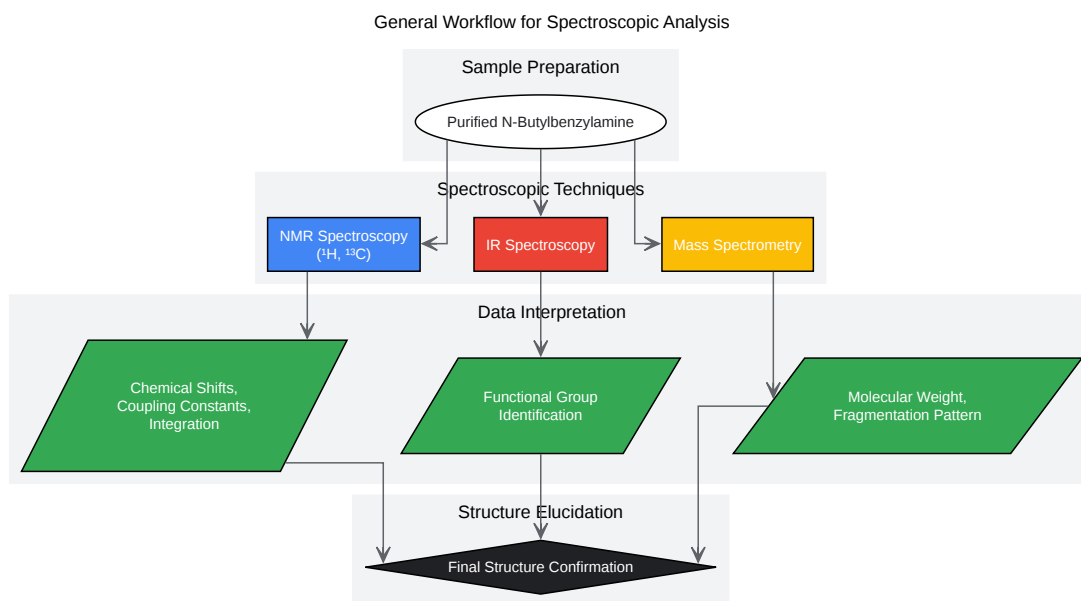 General Workflow for Spectroscopic Analysis
Sample Preparation
Purified N-Butylbenzylamine
Spectroscopic Techniques
NMR Spectroscopy
(¹H, ¹³C)
IR Spectroscopy
Mass Spectrometry
Data Interpretation
Chemical Shifts,
Coupling Constants,
Integration
Functional Group
Identification
Molecular Weight,
Fragmentation Pattern
Structure Elucidation
Final Structure Confirmation